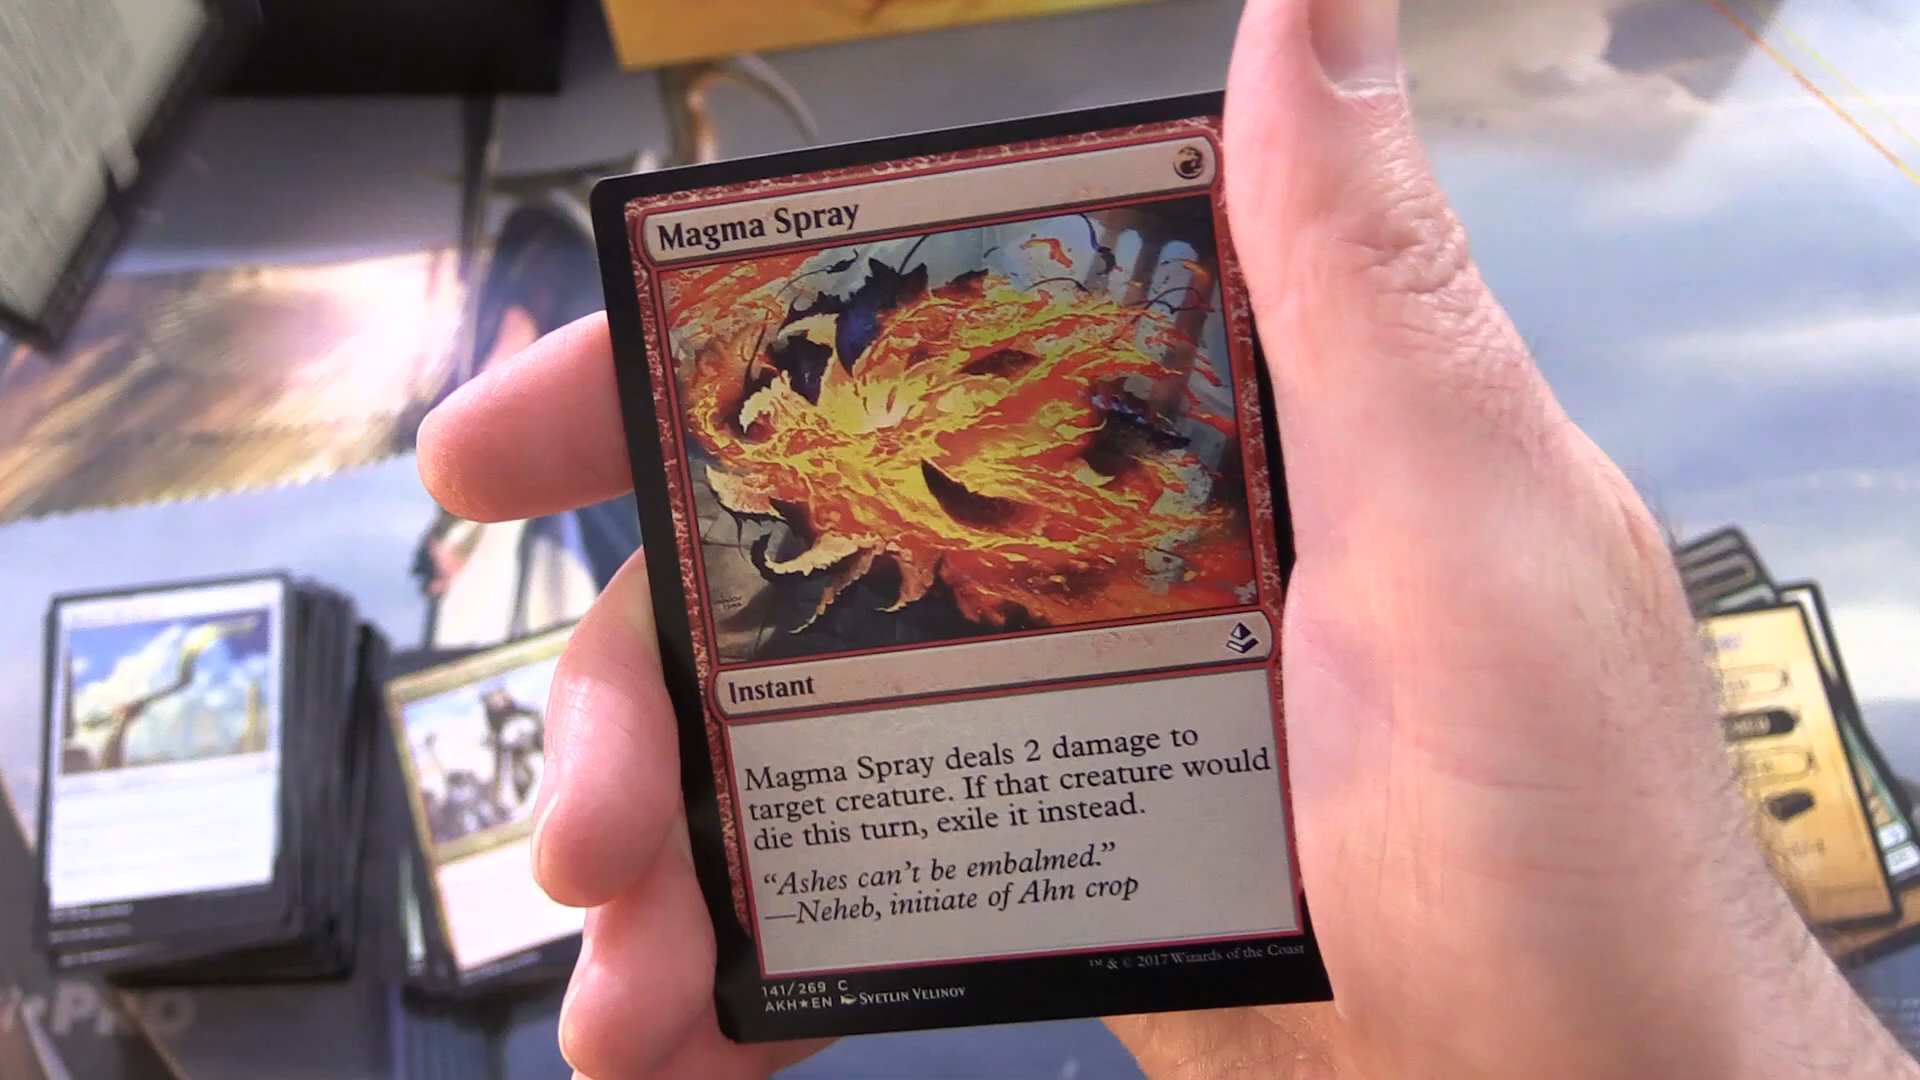 Magma Spray
Instant
Magma Spray deals 2 damage to
target creature. If that creature would
die this turn, exile it instead.
“Ashes can’t be embalmed.”
—Neheb, initiate of Ahn crop
™ & © 2017 Wizards of the Coast
141/269 C
AKH★EN Svetlin Velinov